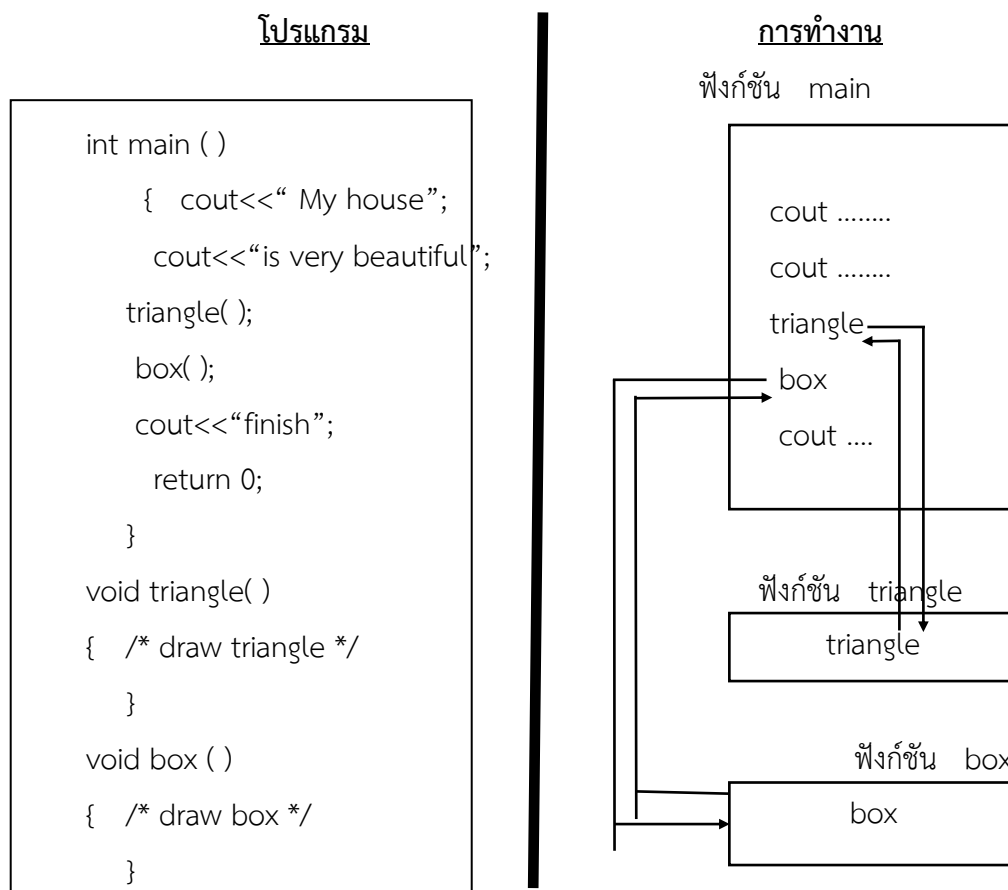 โปรแกรม
int main ( )
{ cout<<“ My house”;
cout<<“is very beautiful”;
triangle( );
box( );
cout<<“finish”;
return 0;
}
void triangle( )
{ /* draw triangle */
}
void box ( )
{ /* draw box */
}
การทำงาน
ฟังก์ชัน main
cout ........
cout ........
triangle
box
cout ....
ฟังก์ชัน triangle
triangle
ฟังก์ชัน box
box